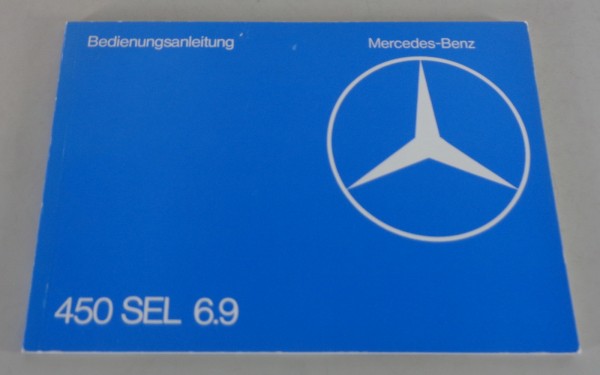 Bedienungsanleitung
Mercedes-Benz
450 SEL 6.9